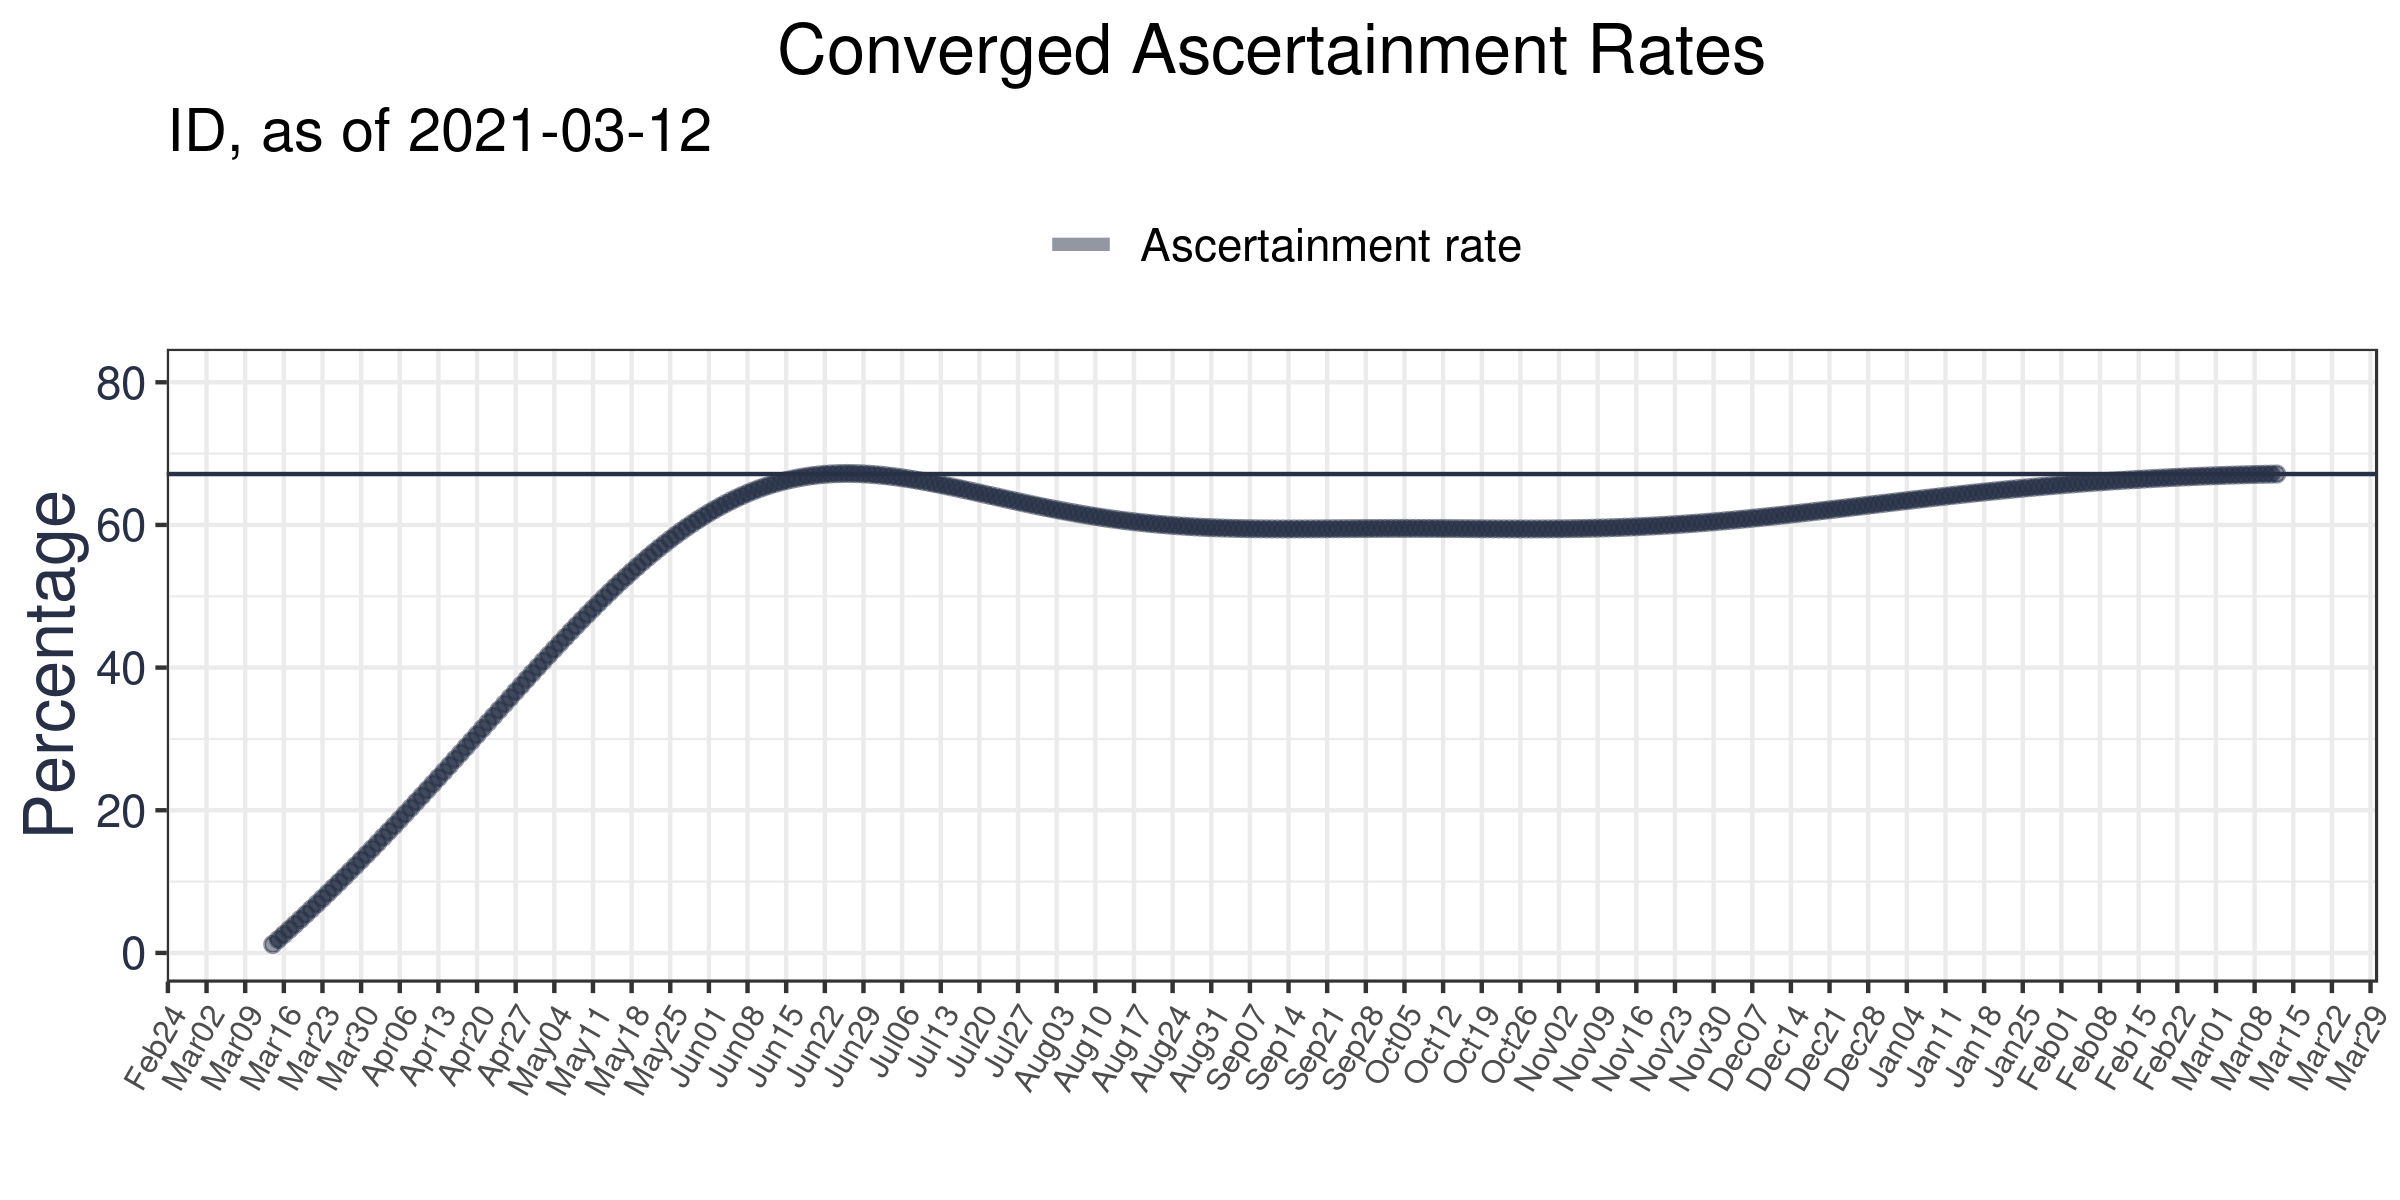 Converged Ascertainment Rates
ID, as of 2021-03-12
Ascertainment rate
Percentage
80
60
40
20
0
Feb24 Mar02 Mar09 Mar16 Mar23 Mar30 Apr06 Apr13 Apr20 Apr27 May04 May11 May18 May25 Jun01 Jun08 Jun15 Jun22 Jun29 Jul06 Jul13 Jul20 Jul27 Aug03 Aug10 Aug17 Aug24 Aug31 Sep07 Sep14 Sep21 Sep28 Oct05 Oct12 Oct19 Oct26 Nov02 Nov09 Nov16 Nov23 Nov30 Dec07 Dec14 Dec21 Dec28 Jan04 Jan11 Jan18 Jan25 Feb01 Feb08 Feb15 Feb22 Mar01 Mar08 Mar15 Mar22 Mar29